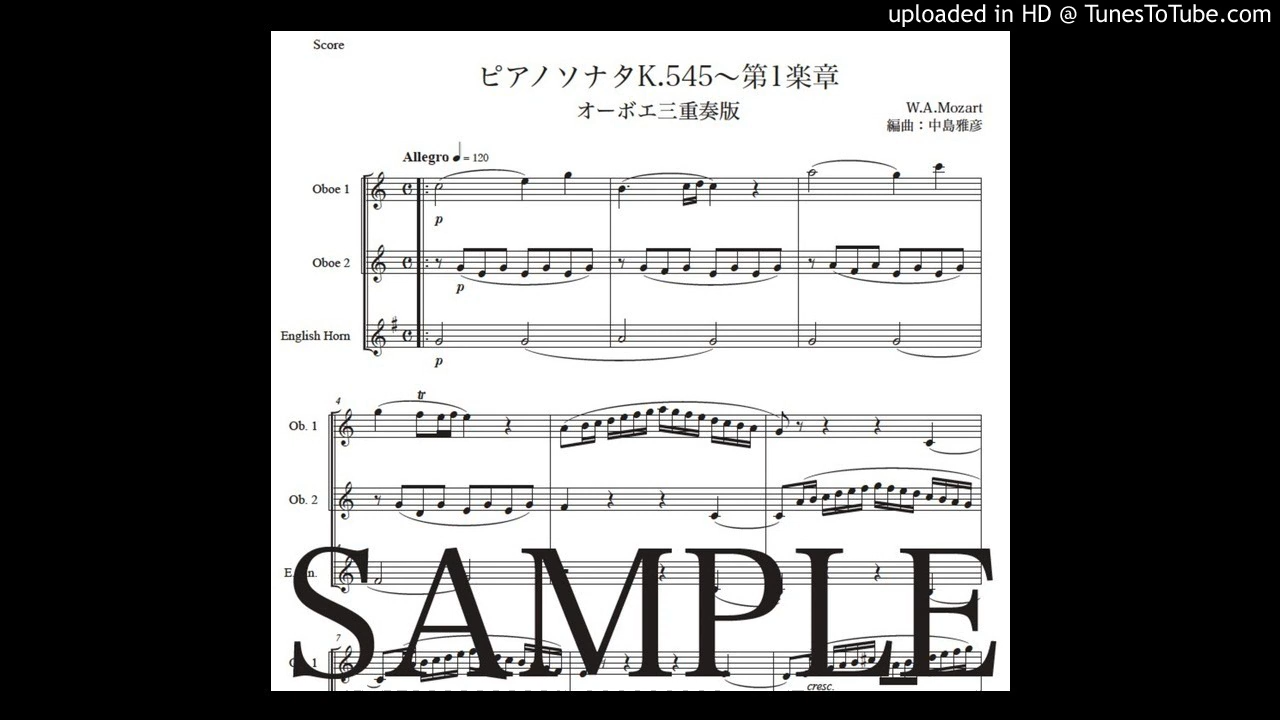 uploaded in HD @ TunesToTube.com
Score
ピアノソナタK.545～第1楽章
オーボエ三重奏版
W.A.Mozart
編曲：中島雅彦
Allegro ♩ = 120
Oboe 1
p
Oboe 2
p
English Horn
p
4
tr
Ob. 1
Ob. 2
SAMPLE
7
cresc.